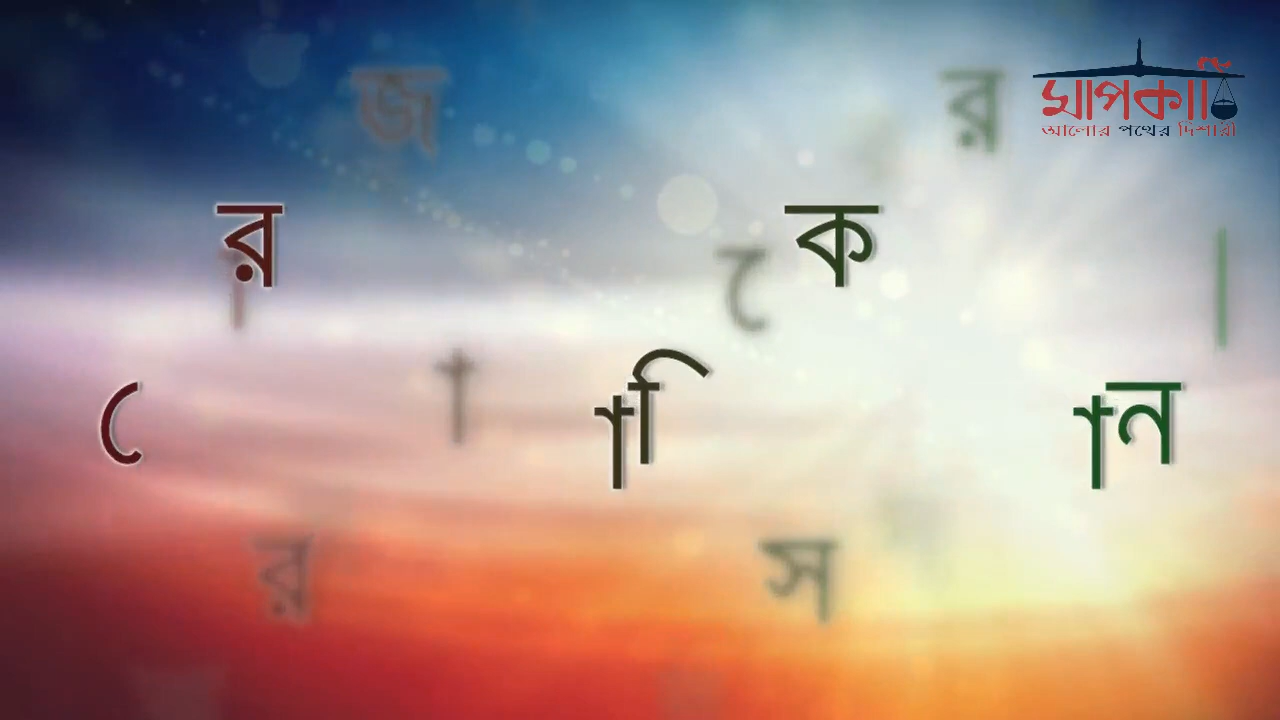 মাপকাঠি
আলোর পথের দিশারী
জ র
র ক
ে া ি া ন
র স